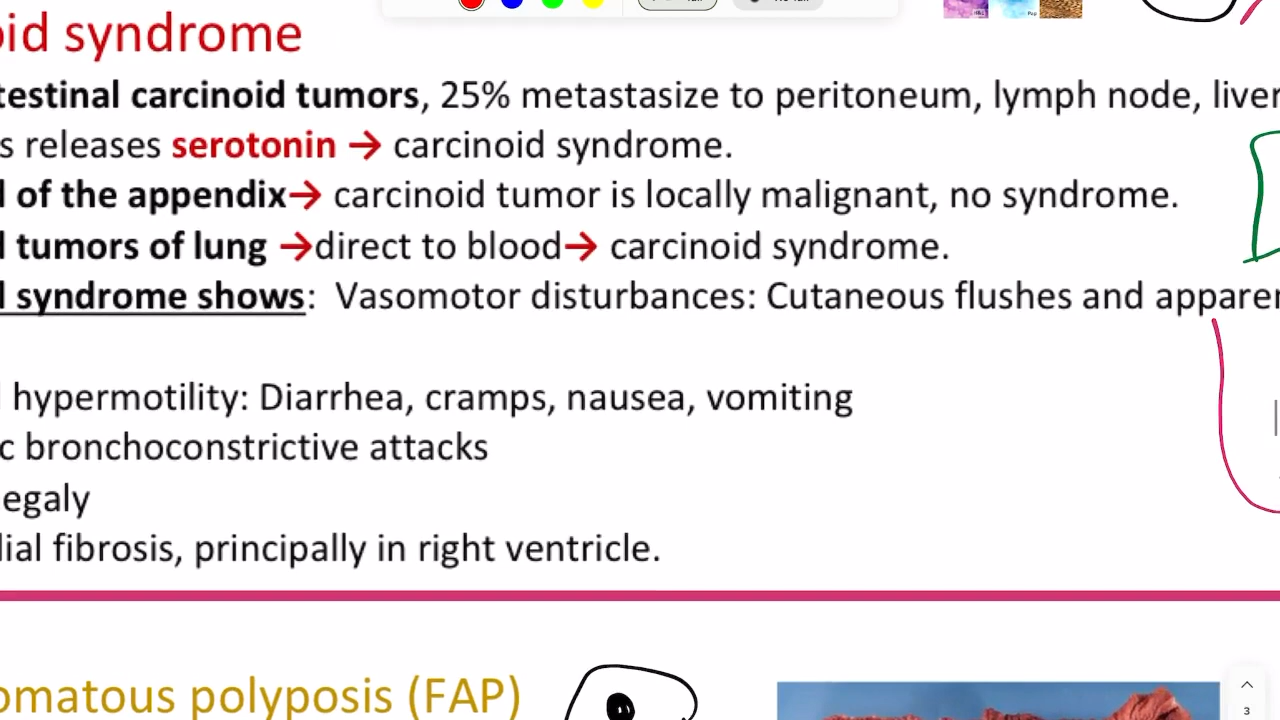 oid syndrome
testinal carcinoid tumors, 25% metastasize to peritoneum, lymph node, liver
s releases serotonin → carcinoid syndrome.
l of the appendix→ carcinoid tumor is locally malignant, no syndrome.
l tumors of lung →direct to blood→ carcinoid syndrome.
l syndrome shows:  Vasomotor disturbances: Cutaneous flushes and apparen
l hypermotility: Diarrhea, cramps, nausea, vomiting
c bronchoconstrictive attacks
egaly
lial fibrosis, principally in right ventricle.
omatous polyposis (FAP)
3